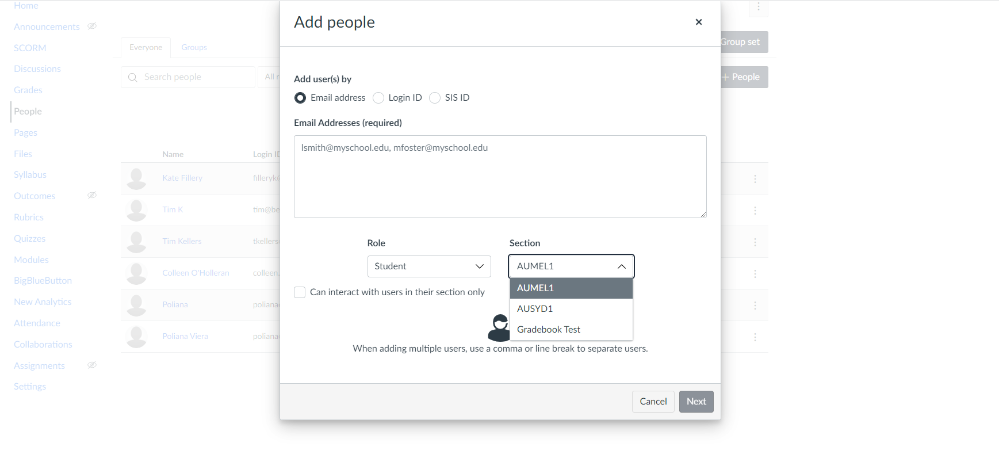 Home
Announcements
SCORM
Discussions
Grades
People
Pages
Files
Syllabus
Outcomes
Rubrics
Quizzes
Modules
BigBlueButton
New Analytics
Attendance
Collaborations
Assignments
Settings
Everyone Groups
Group set
Search people
All r
+ People
Name Login ID
Kate Fillery filleryk@
Tim K tim@be
Tim Kellers tkellers
Colleen O'Holleran colleen.
Poliana poliana
Poliana Viera poliana
Add people
Add user(s) by
Email address Login ID SIS ID
Email Addresses (required)
lsmith@myschool.edu, mfoster@myschool.edu
Role Section
Student AUMEL1
AUMEL1
AUSYD1
Gradebook Test
Can interact with users in their section only
When adding multiple users, use a comma or line break to separate users.
Cancel Next